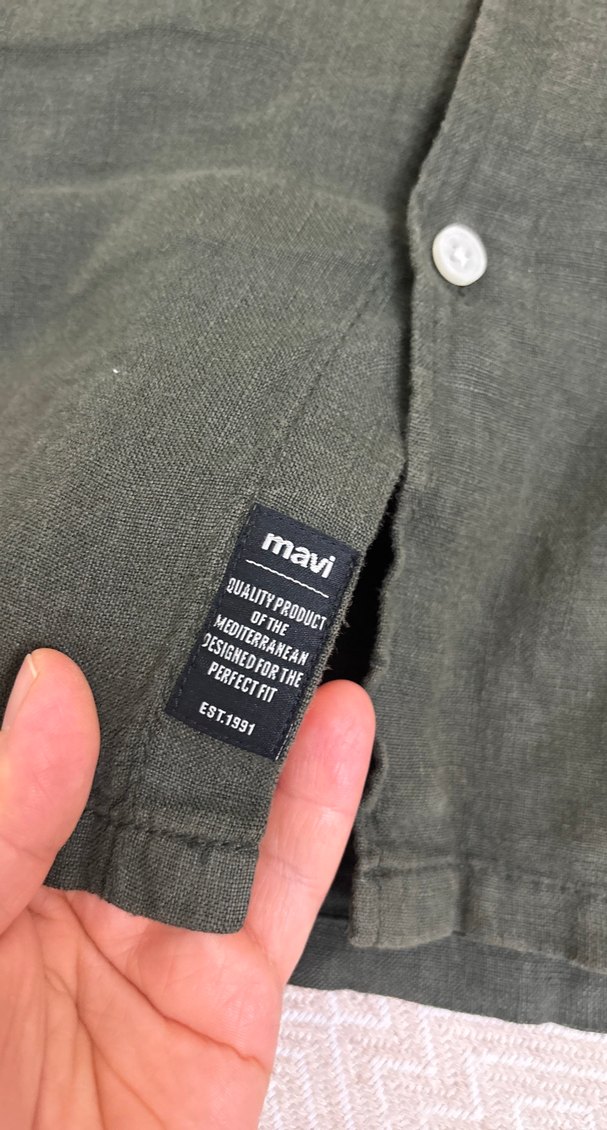 mavi
QUALITY PRODUCT
OF THE
MEDITERRANEAN
DESIGNED FOR THE
PERFECT FIT
EST.1991